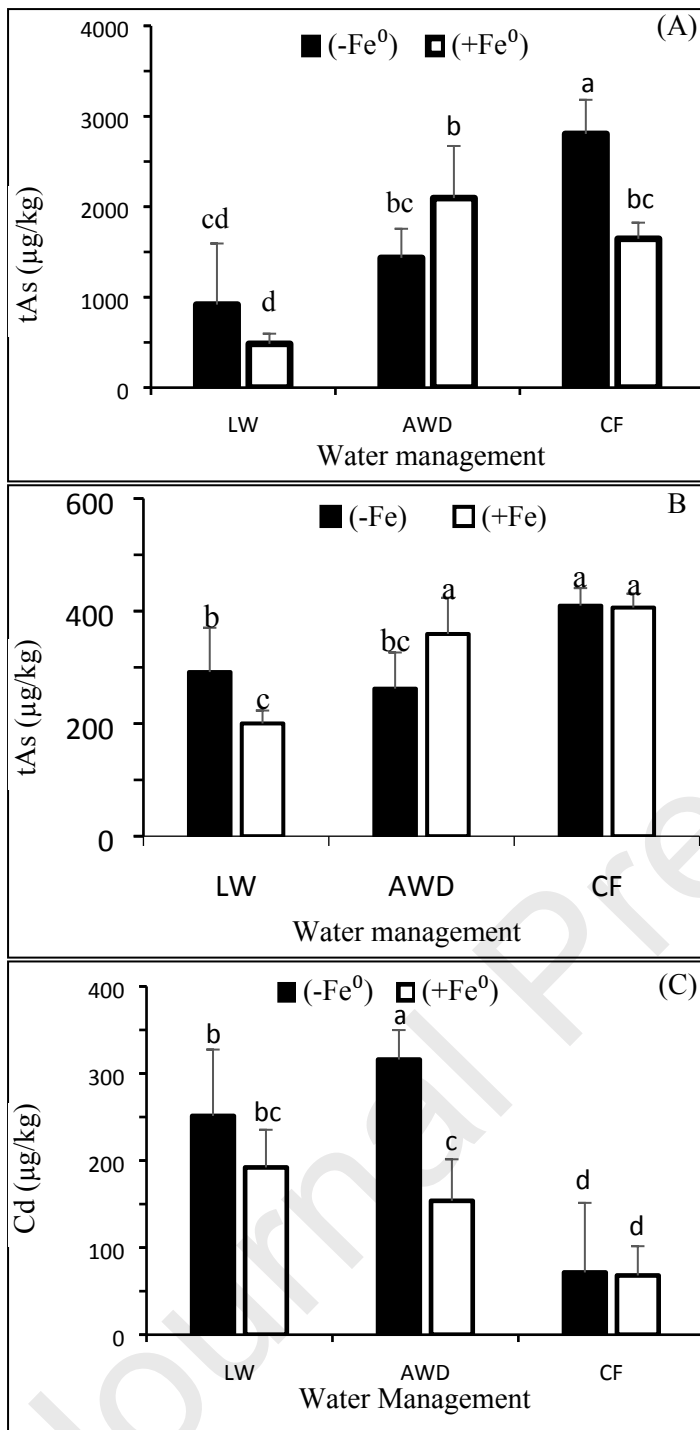 (A)
(-Fe⁰) (+Fe⁰)
4000
3000
2000
1000
0
tAs (µg/kg)
cd d bc b a bc
LW AWD CF
Water management
B
(-Fe) (+Fe)
600
400
200
0
tAs (µg/kg)
b c bc a a a
LW AWD CF
Water management
(C)
(-Fe⁰) (+Fe⁰)
400
300
200
100
0
Cd (µg/kg)
b bc a c d d
LW AWD CF
Water Management
Journal Pre